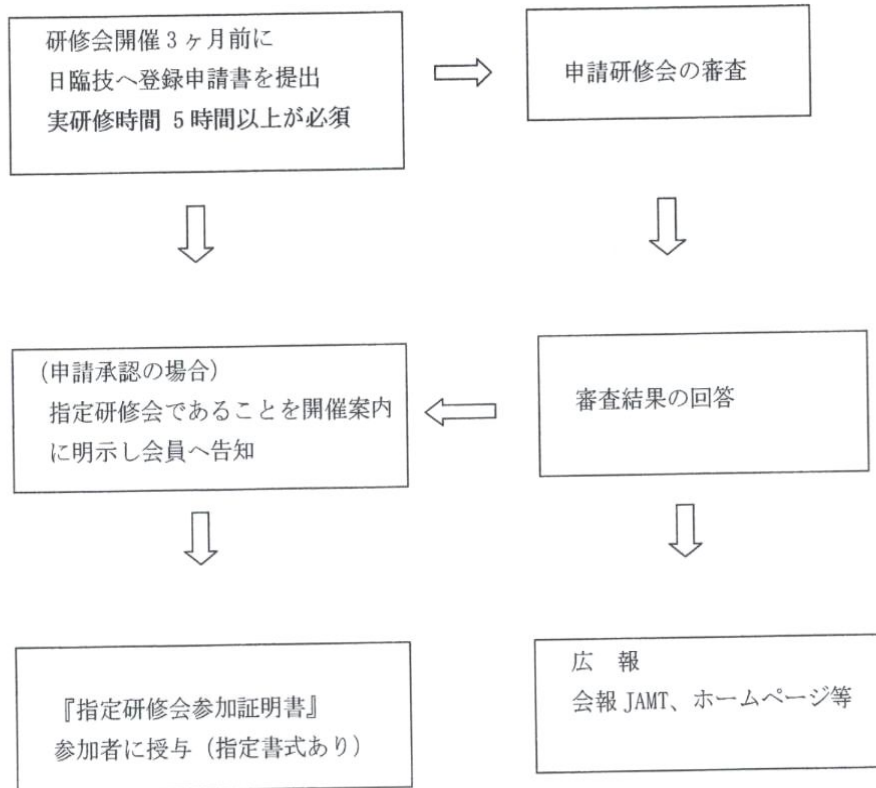 研修会開催 3 ヶ月前に
日臨技へ登録申請書を提出
実研修時間 5 時間以上が必須
申請研修会の審査
(申請承認の場合)
指定研修会であることを開催案内
に明示し会員へ告知
審査結果の回答
『指定研修会参加証明書』
参加者に授与（指定書式あり）
広　報
会報 JAMT、ホームページ等